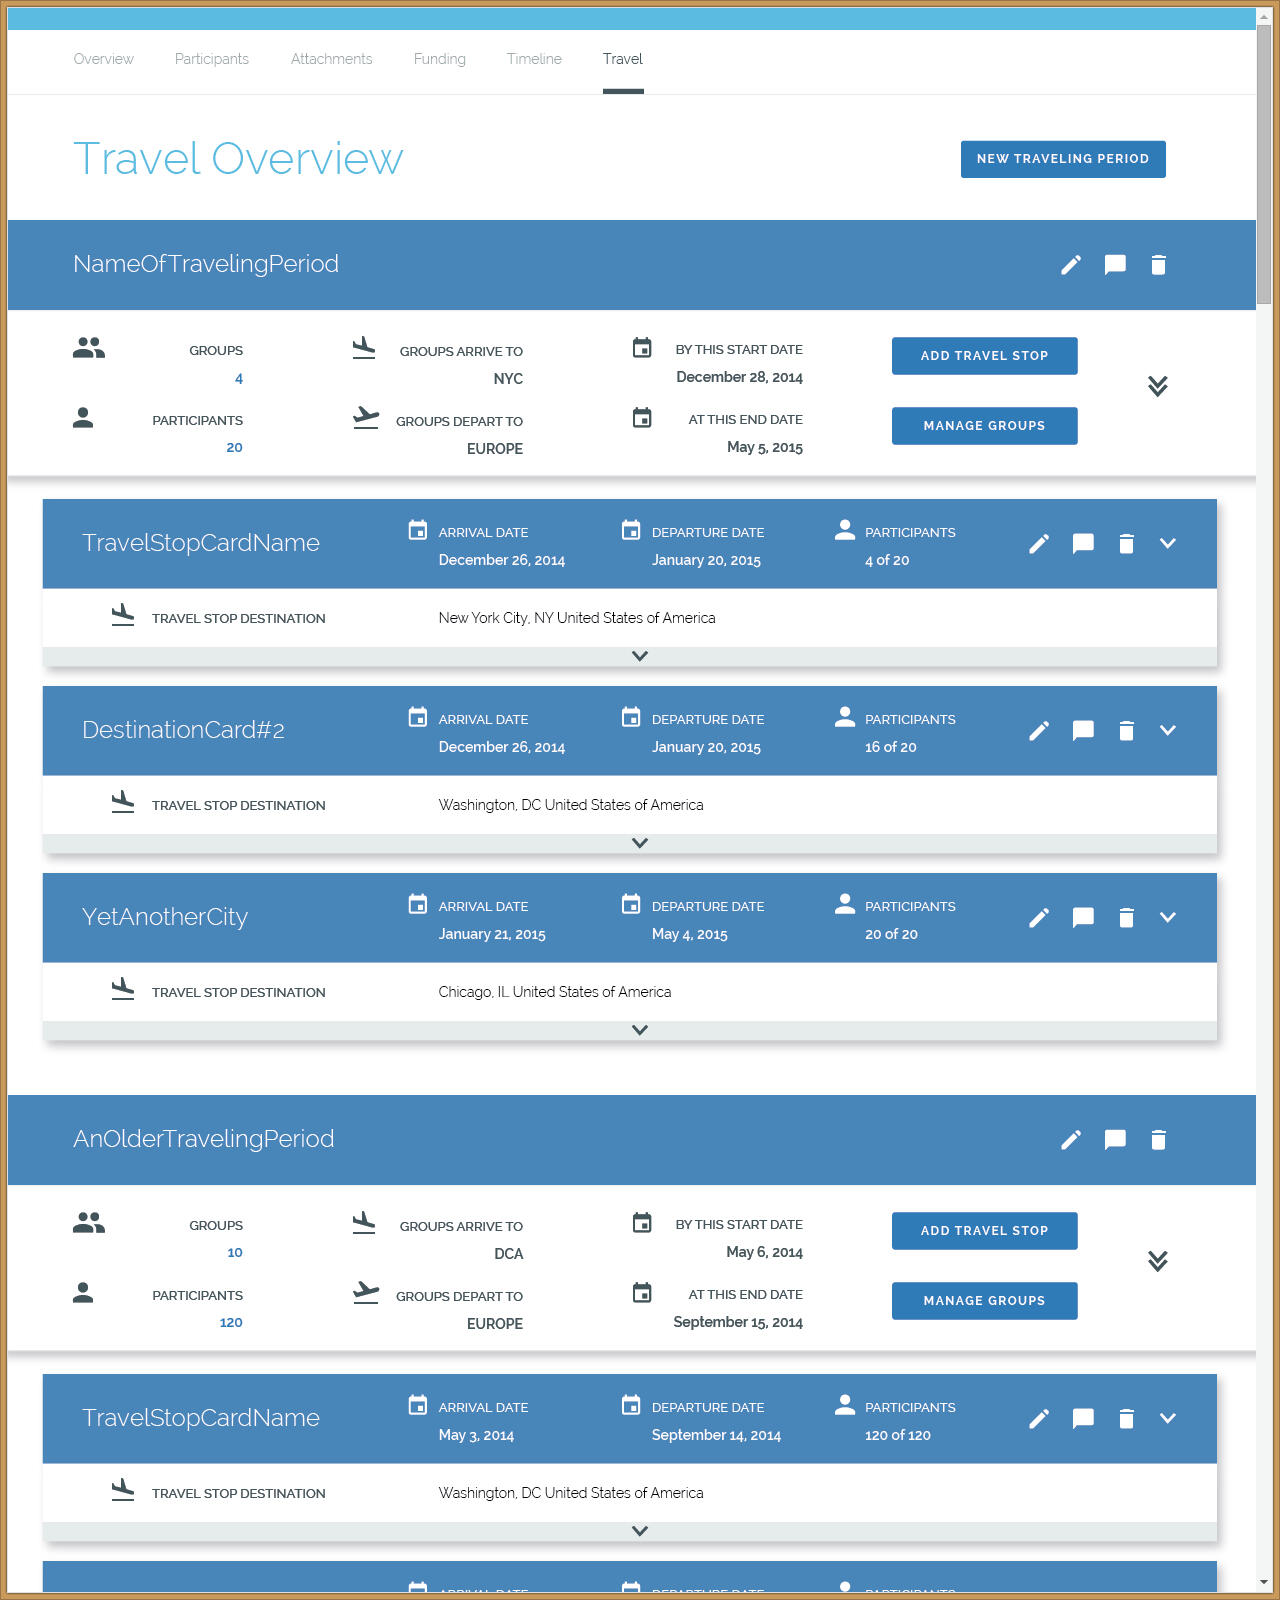 Overview Participants Attachments Funding Timeline Travel
Travel Overview
NEW TRAVELING PERIOD
NameOfTravelingPeriod
GROUPS
4
GROUPS ARRIVE TO
NYC
BY THIS START DATE
December 28, 2014
ADD TRAVEL STOP
PARTICIPANTS
20
GROUPS DEPART TO
EUROPE
AT THIS END DATE
May 5, 2015
MANAGE GROUPS
TravelStopCardName
ARRIVAL DATE
December 26, 2014
DEPARTURE DATE
January 20, 2015
PARTICIPANTS
4 of 20
TRAVEL STOP DESTINATION
New York City, NY United States of America
DestinationCard#2
ARRIVAL DATE
December 26, 2014
DEPARTURE DATE
January 20, 2015
PARTICIPANTS
16 of 20
TRAVEL STOP DESTINATION
Washington, DC United States of America
YetAnotherCity
ARRIVAL DATE
January 21, 2015
DEPARTURE DATE
May 4, 2015
PARTICIPANTS
20 of 20
TRAVEL STOP DESTINATION
Chicago, IL United States of America
AnOlderTravelingPeriod
GROUPS
10
GROUPS ARRIVE TO
DCA
BY THIS START DATE
May 6, 2014
ADD TRAVEL STOP
PARTICIPANTS
120
GROUPS DEPART TO
EUROPE
AT THIS END DATE
September 15, 2014
MANAGE GROUPS
TravelStopCardName
ARRIVAL DATE
May 3, 2014
DEPARTURE DATE
September 14, 2014
PARTICIPANTS
120 of 120
TRAVEL STOP DESTINATION
Washington, DC United States of America
ARRIVAL DATE
DEPARTURE DATE
PARTICIPANTS